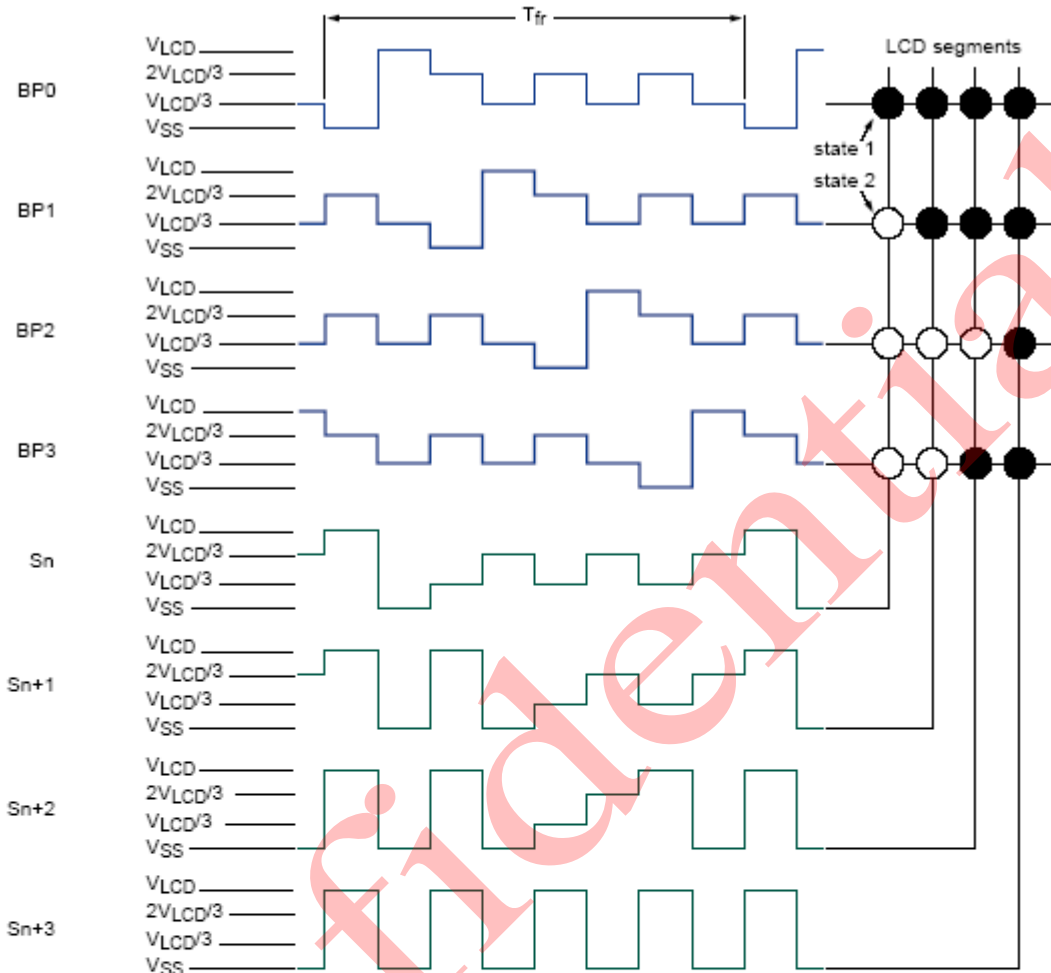 Tfr
LCD segments
BP0
VLCD
2VLCD/3
VLCD/3
VSS
state 1
state 2
BP1
VLCD
2VLCD/3
VLCD/3
VSS
BP2
VLCD
2VLCD/3
VLCD/3
VSS
BP3
VLCD
2VLCD/3
VLCD/3
VSS
Sn
VLCD
2VLCD/3
VLCD/3
VSS
Sn+1
VLCD
2VLCD/3
VLCD/3
VSS
Sn+2
VLCD
2VLCD/3
VLCD/3
VSS
Sn+3
VLCD
2VLCD/3
VLCD/3
VSS
fidentia